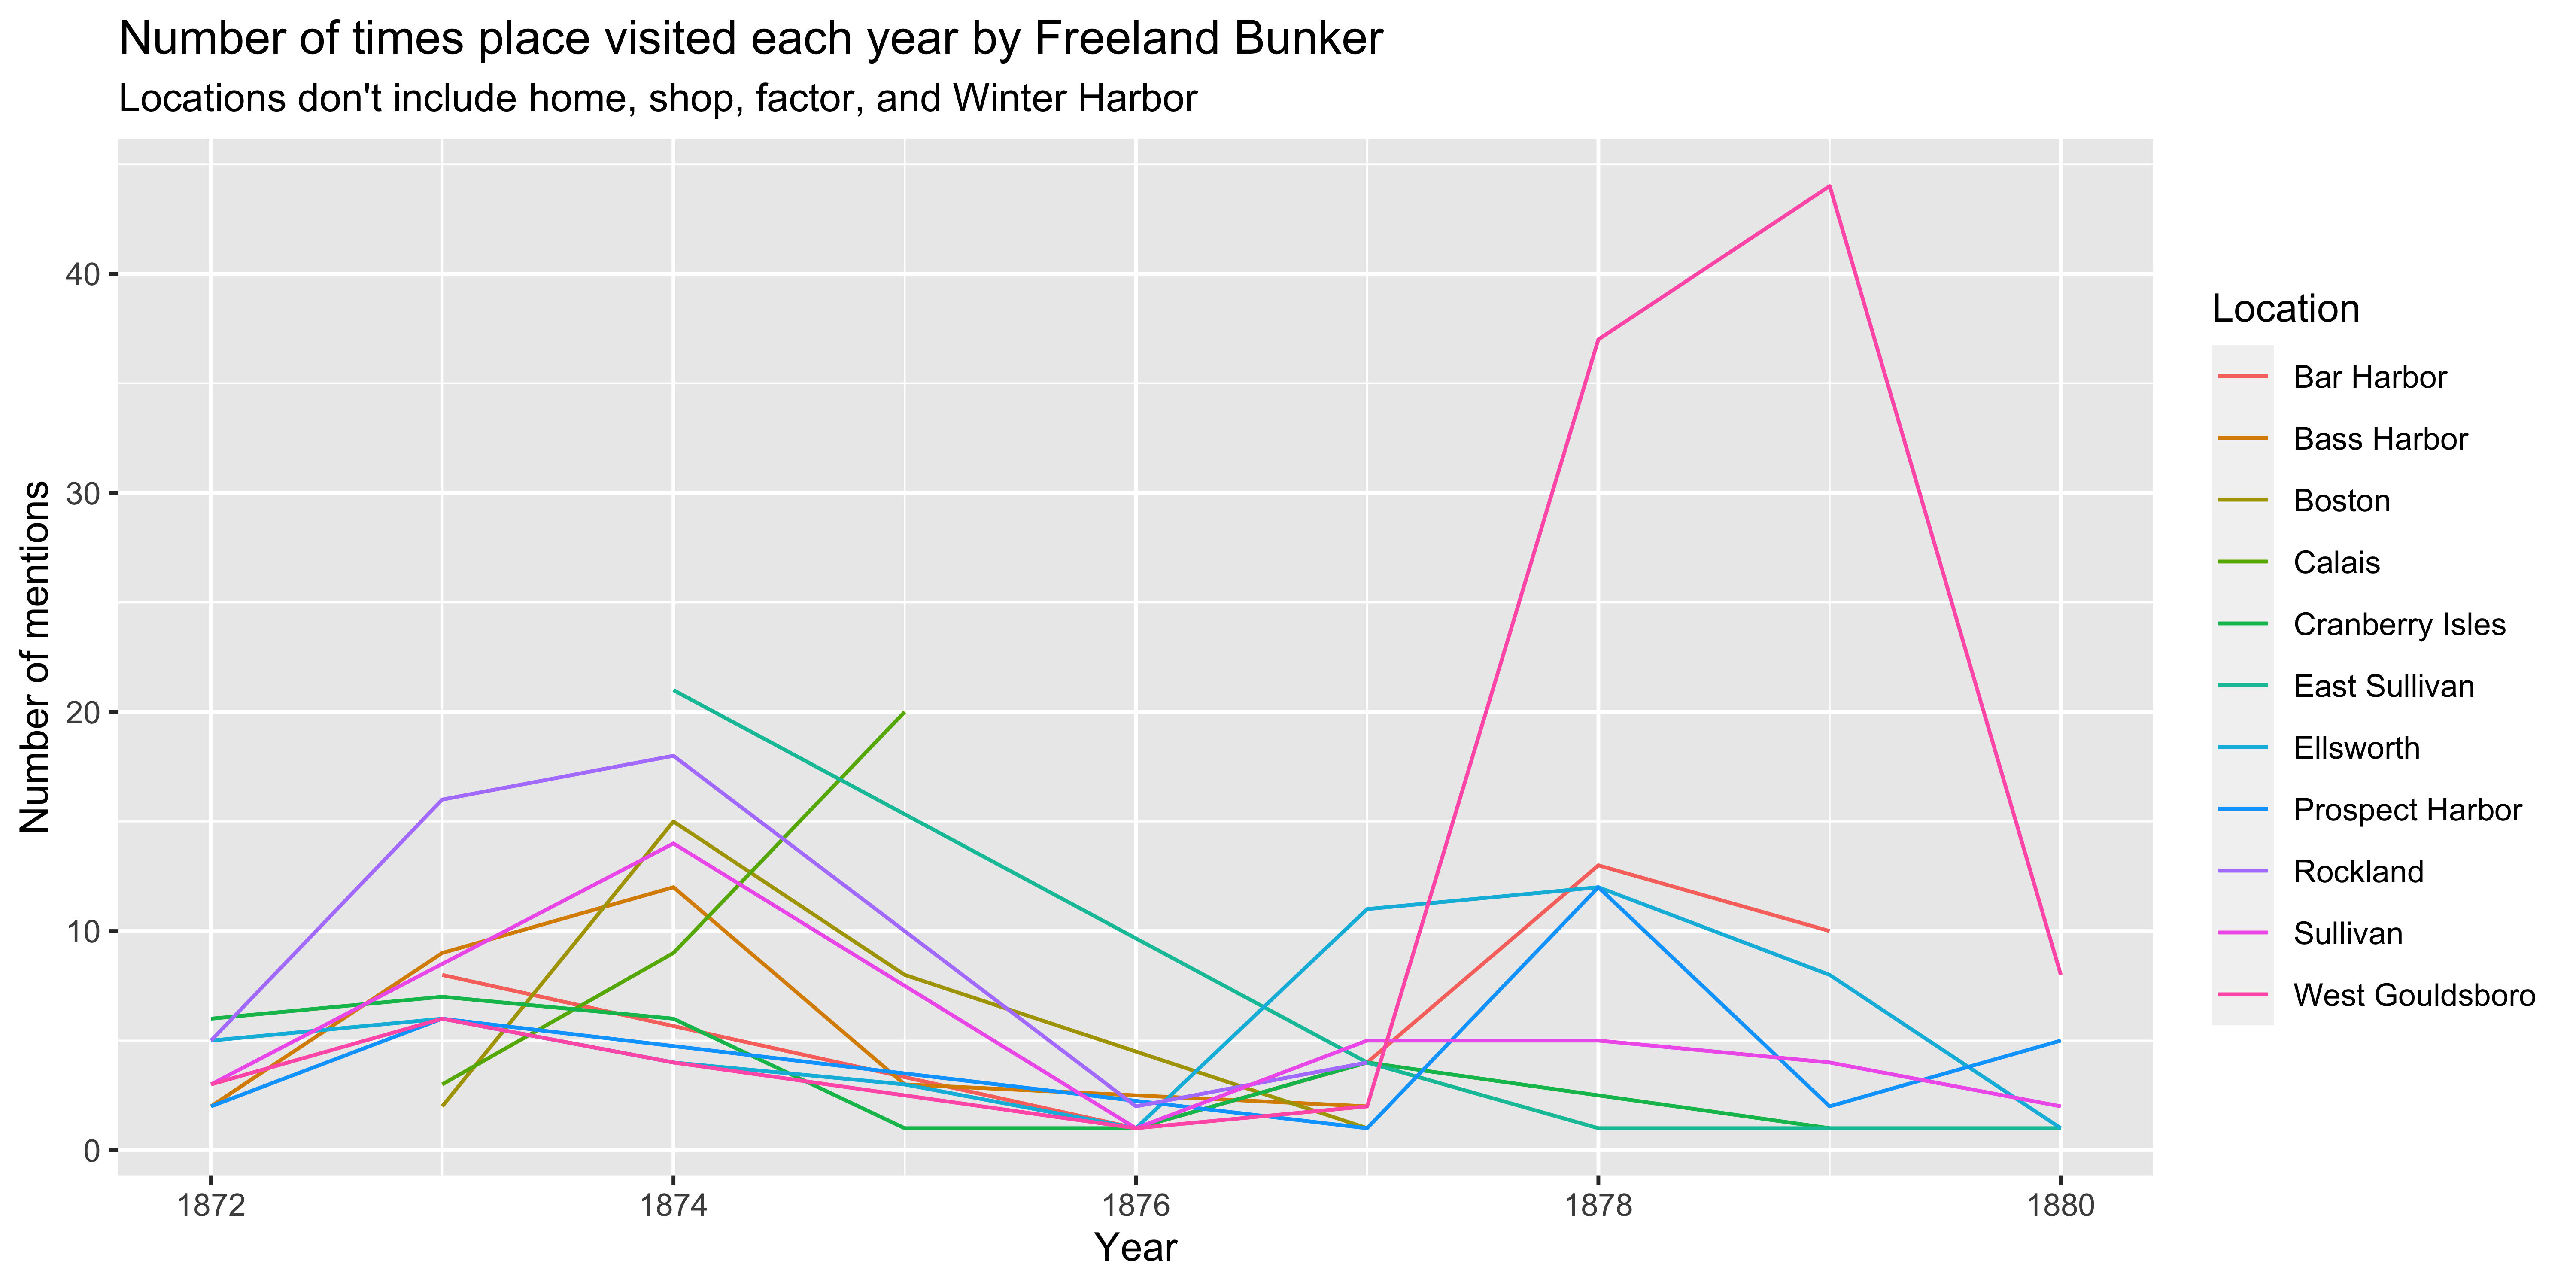 Number of times place visited each year by Freeland Bunker
Locations don't include home, shop, factor, and Winter Harbor
Number of mentions
40
30
20
10
0
1872
1874
1876
1878
1880
Year
Location
Bar Harbor
Bass Harbor
Boston
Calais
Cranberry Isles
East Sullivan
Ellsworth
Prospect Harbor
Rockland
Sullivan
West Gouldsboro